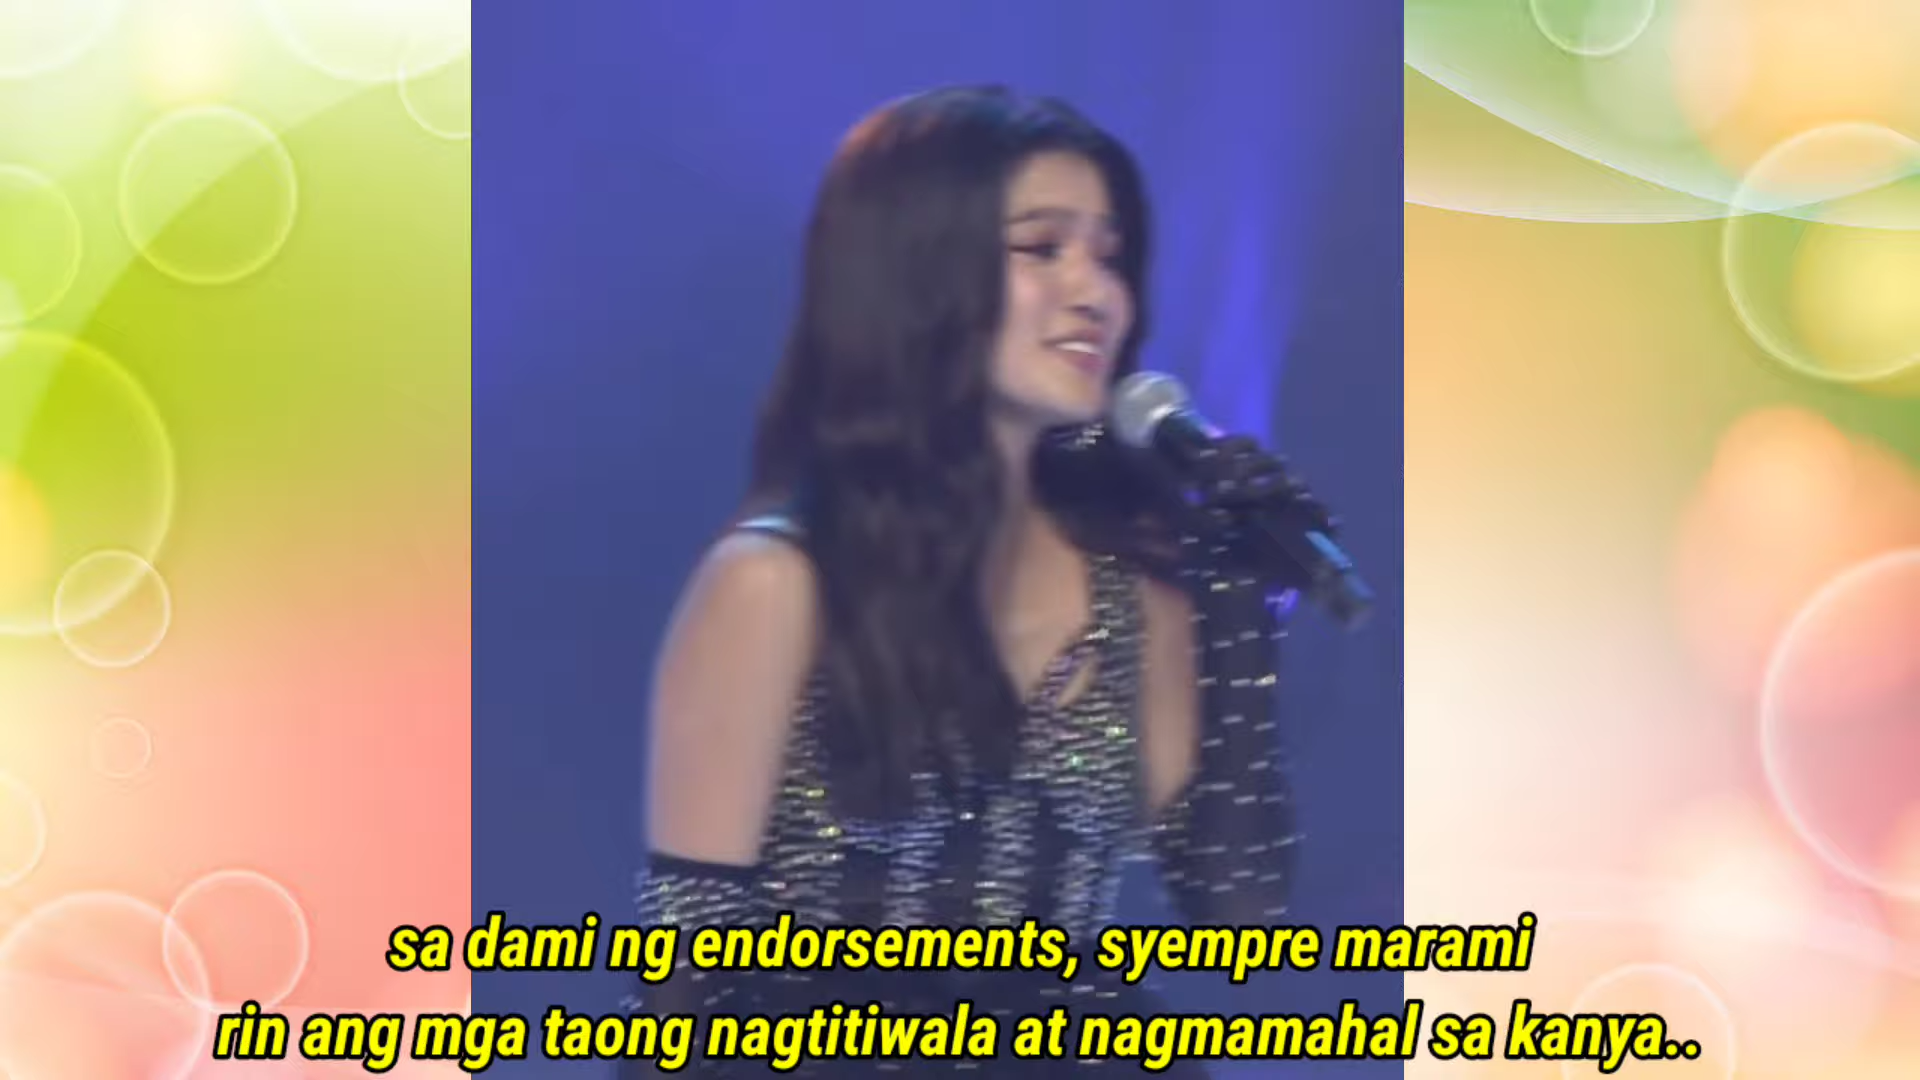 sa dami ng endorsements, syempre marami
rin ang mga taong nagtitiwala at nagmamahal sa kanya..